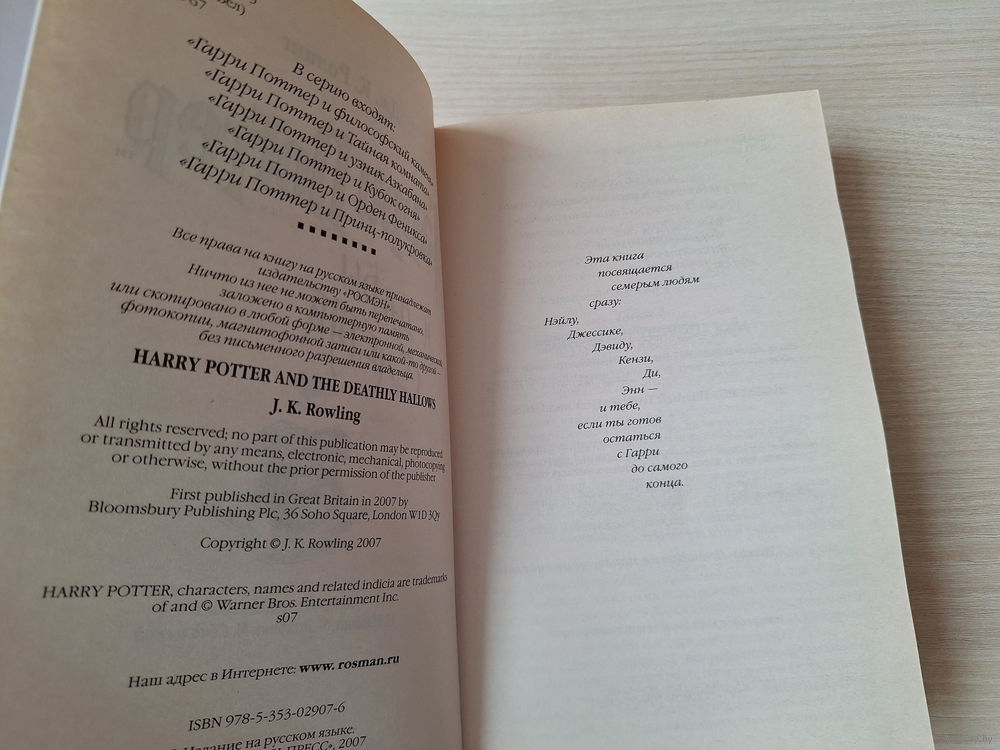 В серию входят:
«Гарри Поттер и философский камень»
«Гарри Поттер и Тайная комната»
«Гарри Поттер и узник Азкабана»
«Гарри Поттер и Кубок огня»
«Гарри Поттер и Орден Феникса»
«Гарри Поттер и Принц-полукровка»
Все права на книгу на русском языке принадлежат
издательству «РОСМЭН».
Ничто из нее не может быть перепечатано,
заложено в компьютерную память
или скопировано в любой форме — электронной, механической,
фотокопии, магнитофонной записи или какой-то другой —
без письменного разрешения владельца.
HARRY POTTER AND THE DEATHLY HALLOWS
J. K. Rowling
All rights reserved; no part of this publication may be reproduced
or transmitted by any means, electronic, mechanical, photocopying
or otherwise, without the prior permission of the publisher
First published in Great Britain in 2007 by
Bloomsbury Publishing Plc, 36 Soho Square, London W1D 3Qy
Copyright © J. K. Rowling 2007
HARRY POTTER, characters, names and related indicia are trademarks
of and © Warner Bros. Entertainment Inc.
s07
Наш адрес в Интернете: www. rosman.ru
ISBN 978-5-353-02907-6
Издание на русском языке.
2007
Эта книга
посвящается
семерым людям
сразу:
Нэйлу,
Джессике,
Дэвиду,
Кензи,
Ди,
Энн —
и тебе,
если ты готов
остаться
с Гарри
до самого
конца.